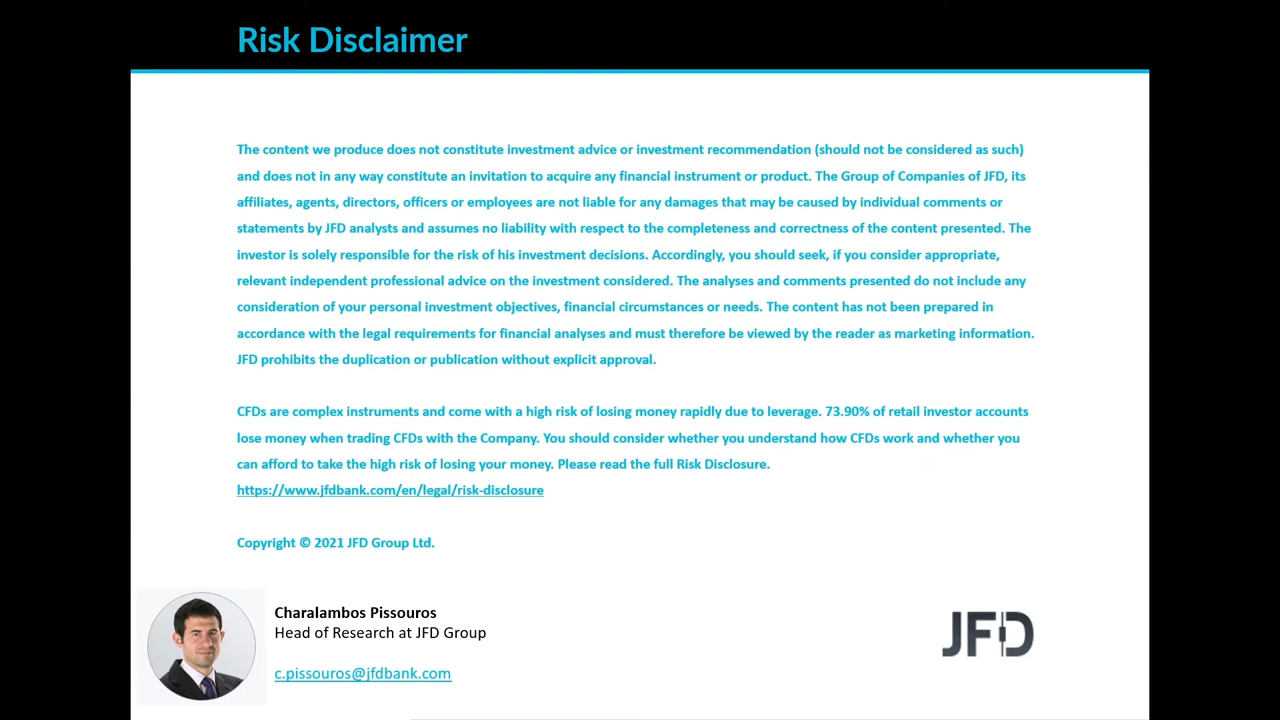 Risk Disclaimer
The content we produce does not constitute investment advice or investment recommendation (should not be considered as such)
and does not in any way constitute an invitation to acquire any financial instrument or product. The Group of Companies of JFD, its
affiliates, agents, directors, officers or employees are not liable for any damages that may be caused by individual comments or
statements by JFD analysts and assumes no liability with respect to the completeness and correctness of the content presented. The
investor is solely responsible for the risk of his investment decisions. Accordingly, you should seek, if you consider appropriate,
relevant independent professional advice on the investment considered. The analyses and comments presented do not include any
consideration of your personal investment objectives, financial circumstances or needs. The content has not been prepared in
accordance with the legal requirements for financial analyses and must therefore be viewed by the reader as marketing information.
JFD prohibits the duplication or publication without explicit approval.
CFDs are complex instruments and come with a high risk of losing money rapidly due to leverage. 73.90% of retail investor accounts
lose money when trading CFDs with the Company. You should consider whether you understand how CFDs work and whether you
can afford to take the high risk of losing your money. Please read the full Risk Disclosure.
https://www.jfdbank.com/en/legal/risk-disclosure
Copyright © 2021 JFD Group Ltd.
Charalambos Pissouros
Head of Research at JFD Group
c.pissouros@jfdbank.com
JFD